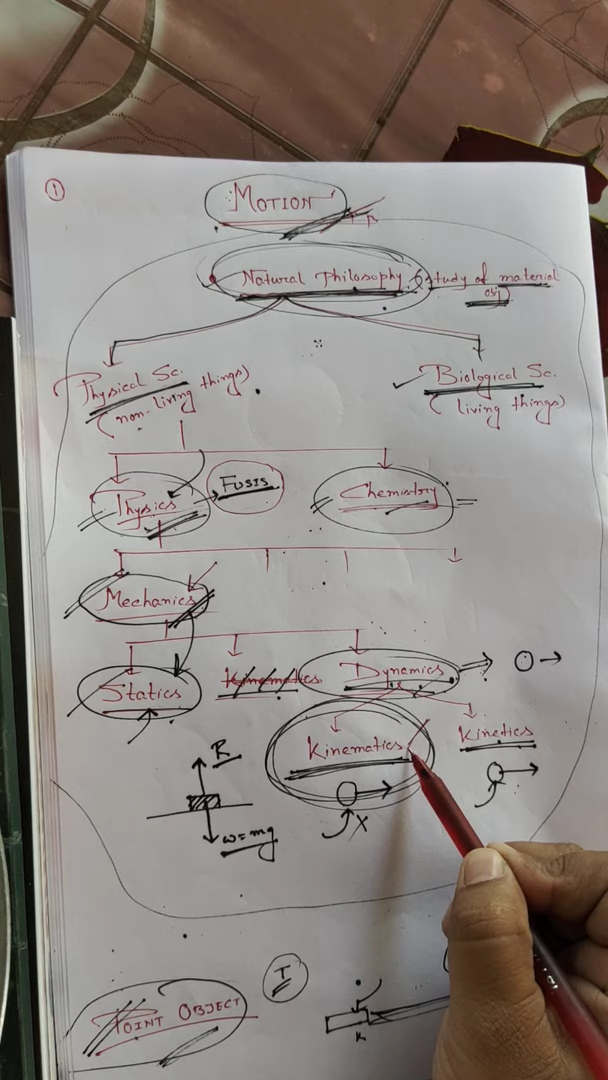 1
MOTION
Natural Philosophy. Study of material
obj
Physical Sc.
(non-living things)
Biological Sc.
(living things)
Physics
FUSIS
Chemistry
Mechanics
Statics
Kinematics
Dynamics
Kinematics
Kinetics
R
w=mg
X
I
POINT OBJECT
K